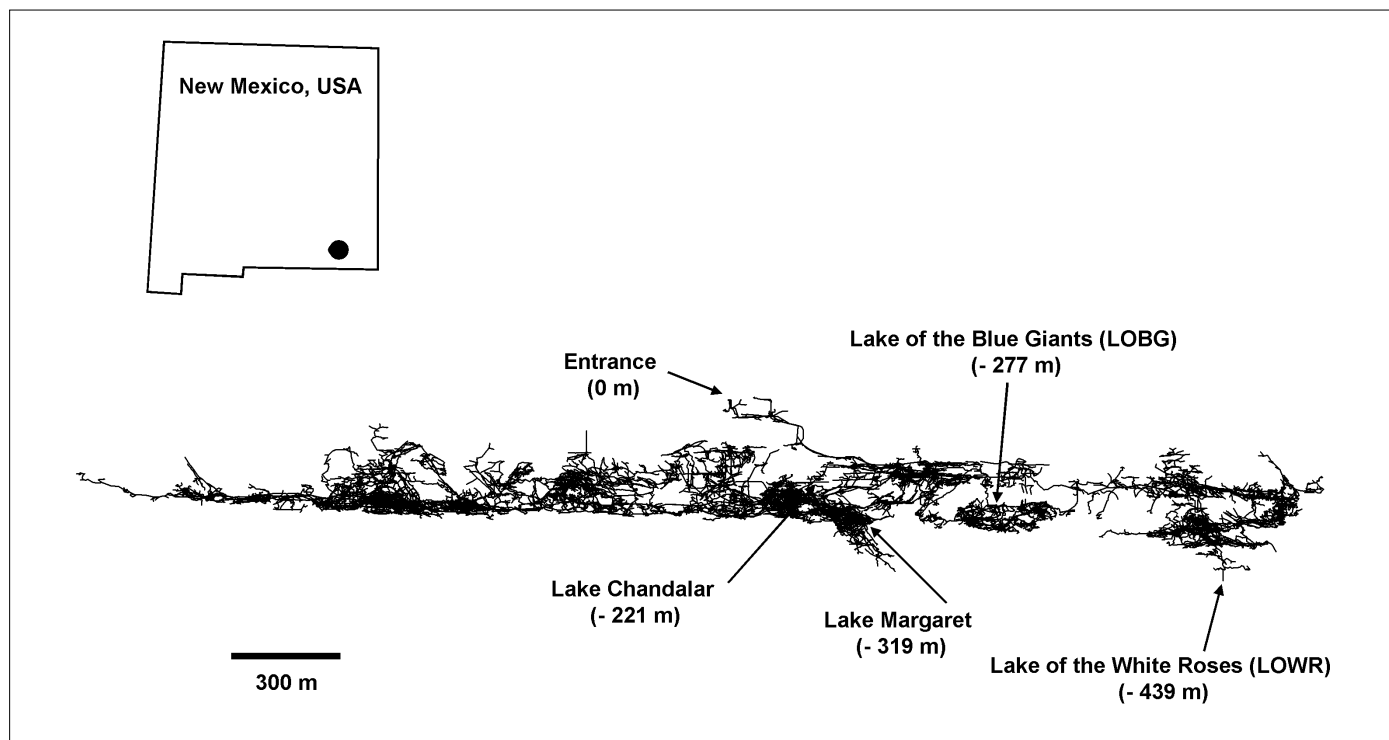 New Mexico, USA
Lake of the Blue Giants (LOBG)
(- 277 m)
Entrance
(0 m)
Lake Chandalar
(- 221 m)
Lake Margaret
(- 319 m)
Lake of the White Roses (LOWR)
(- 439 m)
300 m